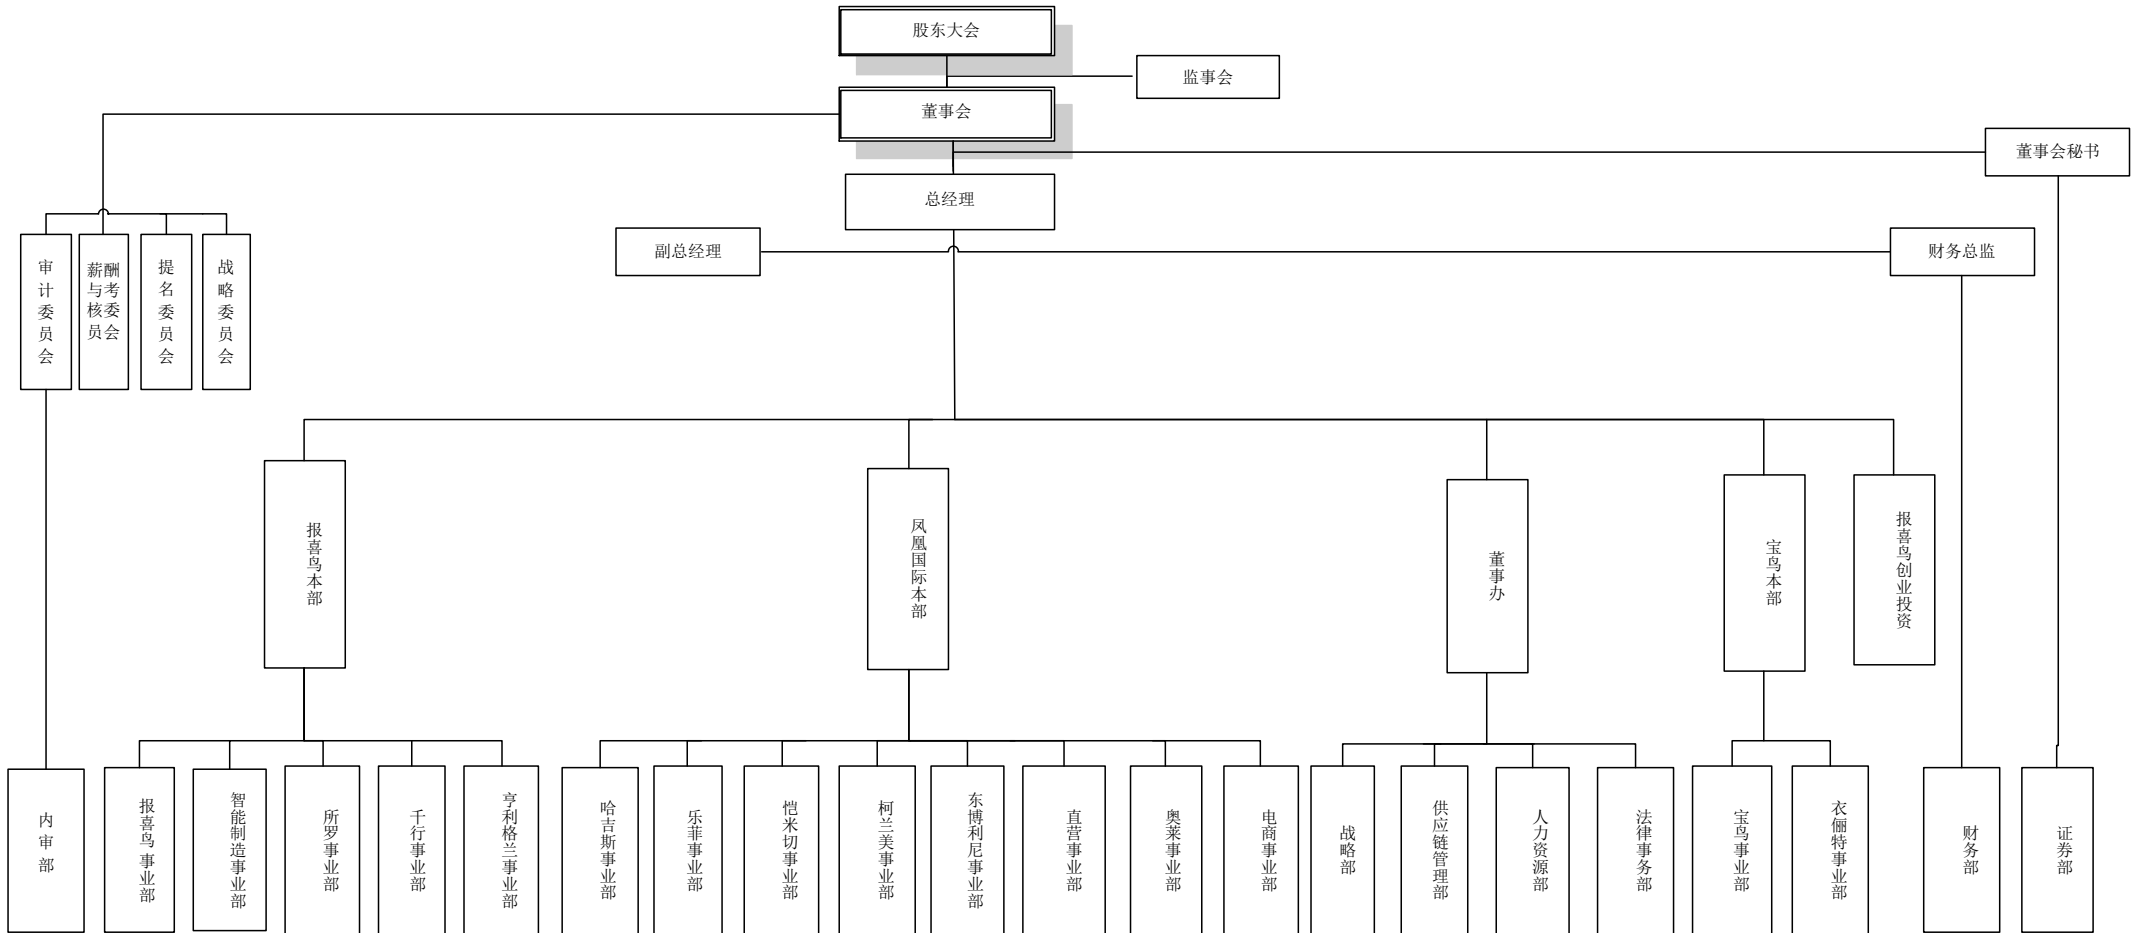 股东大会
监事会
董事会
董事会秘书
总经理
副总经理
财务总监
审计委员会
薪酬与考核委员会
提名委员会
战略委员会
报喜鸟本部
凤凰国际本部
董事办
宝鸟本部
报喜鸟创业投资
内审部
报喜鸟事业部
智能制造事业部
所罗事业部
千行事业部
亨利格兰事业部
哈吉斯事业部
乐菲事业部
恺米切事业部
柯兰美事业部
东博利尼事业部
直营事业部
奥莱事业部
电商事业部
战略部
供应链管理部
人力资源部
法律事务部
宝鸟事业部
衣俪特事业部
财务部
证券部